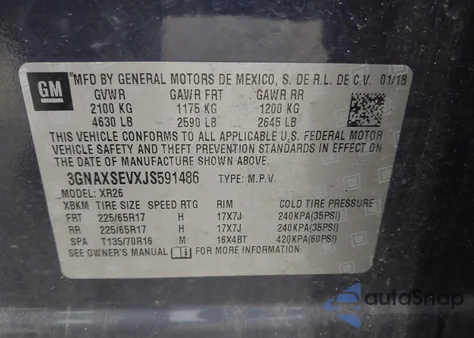 GM
MFD BY GENERAL MOTORS DE MEXICO, S. DE R.L. DE C.V. 01/18
GVWR GAWR FRT GAWR RR
2100 KG 1175 KG 1200 KG
4630 LB 2590 LB 2645 LB
THIS VEHICLE CONFORMS TO ALL APPLICABLE U.S. FEDERAL MOTOR
VEHICLE SAFETY AND THEFT PREVENTION STANDARDS IN EFFECT ON
THE DATE OF MANUFACTURE SHOWN ABOVE.
3GNAXSEVXJS591486 TYPE: M.P.V.
MODEL: XR26
XBKM TIRE SIZE SPEED RTG RIM COLD TIRE PRESSURE
FRT 225/65R17 H 17X7J 240KPA(35PSI)
RR 225/65R17 H 17X7J 240KPA(35PSI)
SPA T135/70R16 M 16X4BT 420KPA(60PSI)
SEE OWNER'S MANUAL FOR MORE INFORMATION.
autoSnap